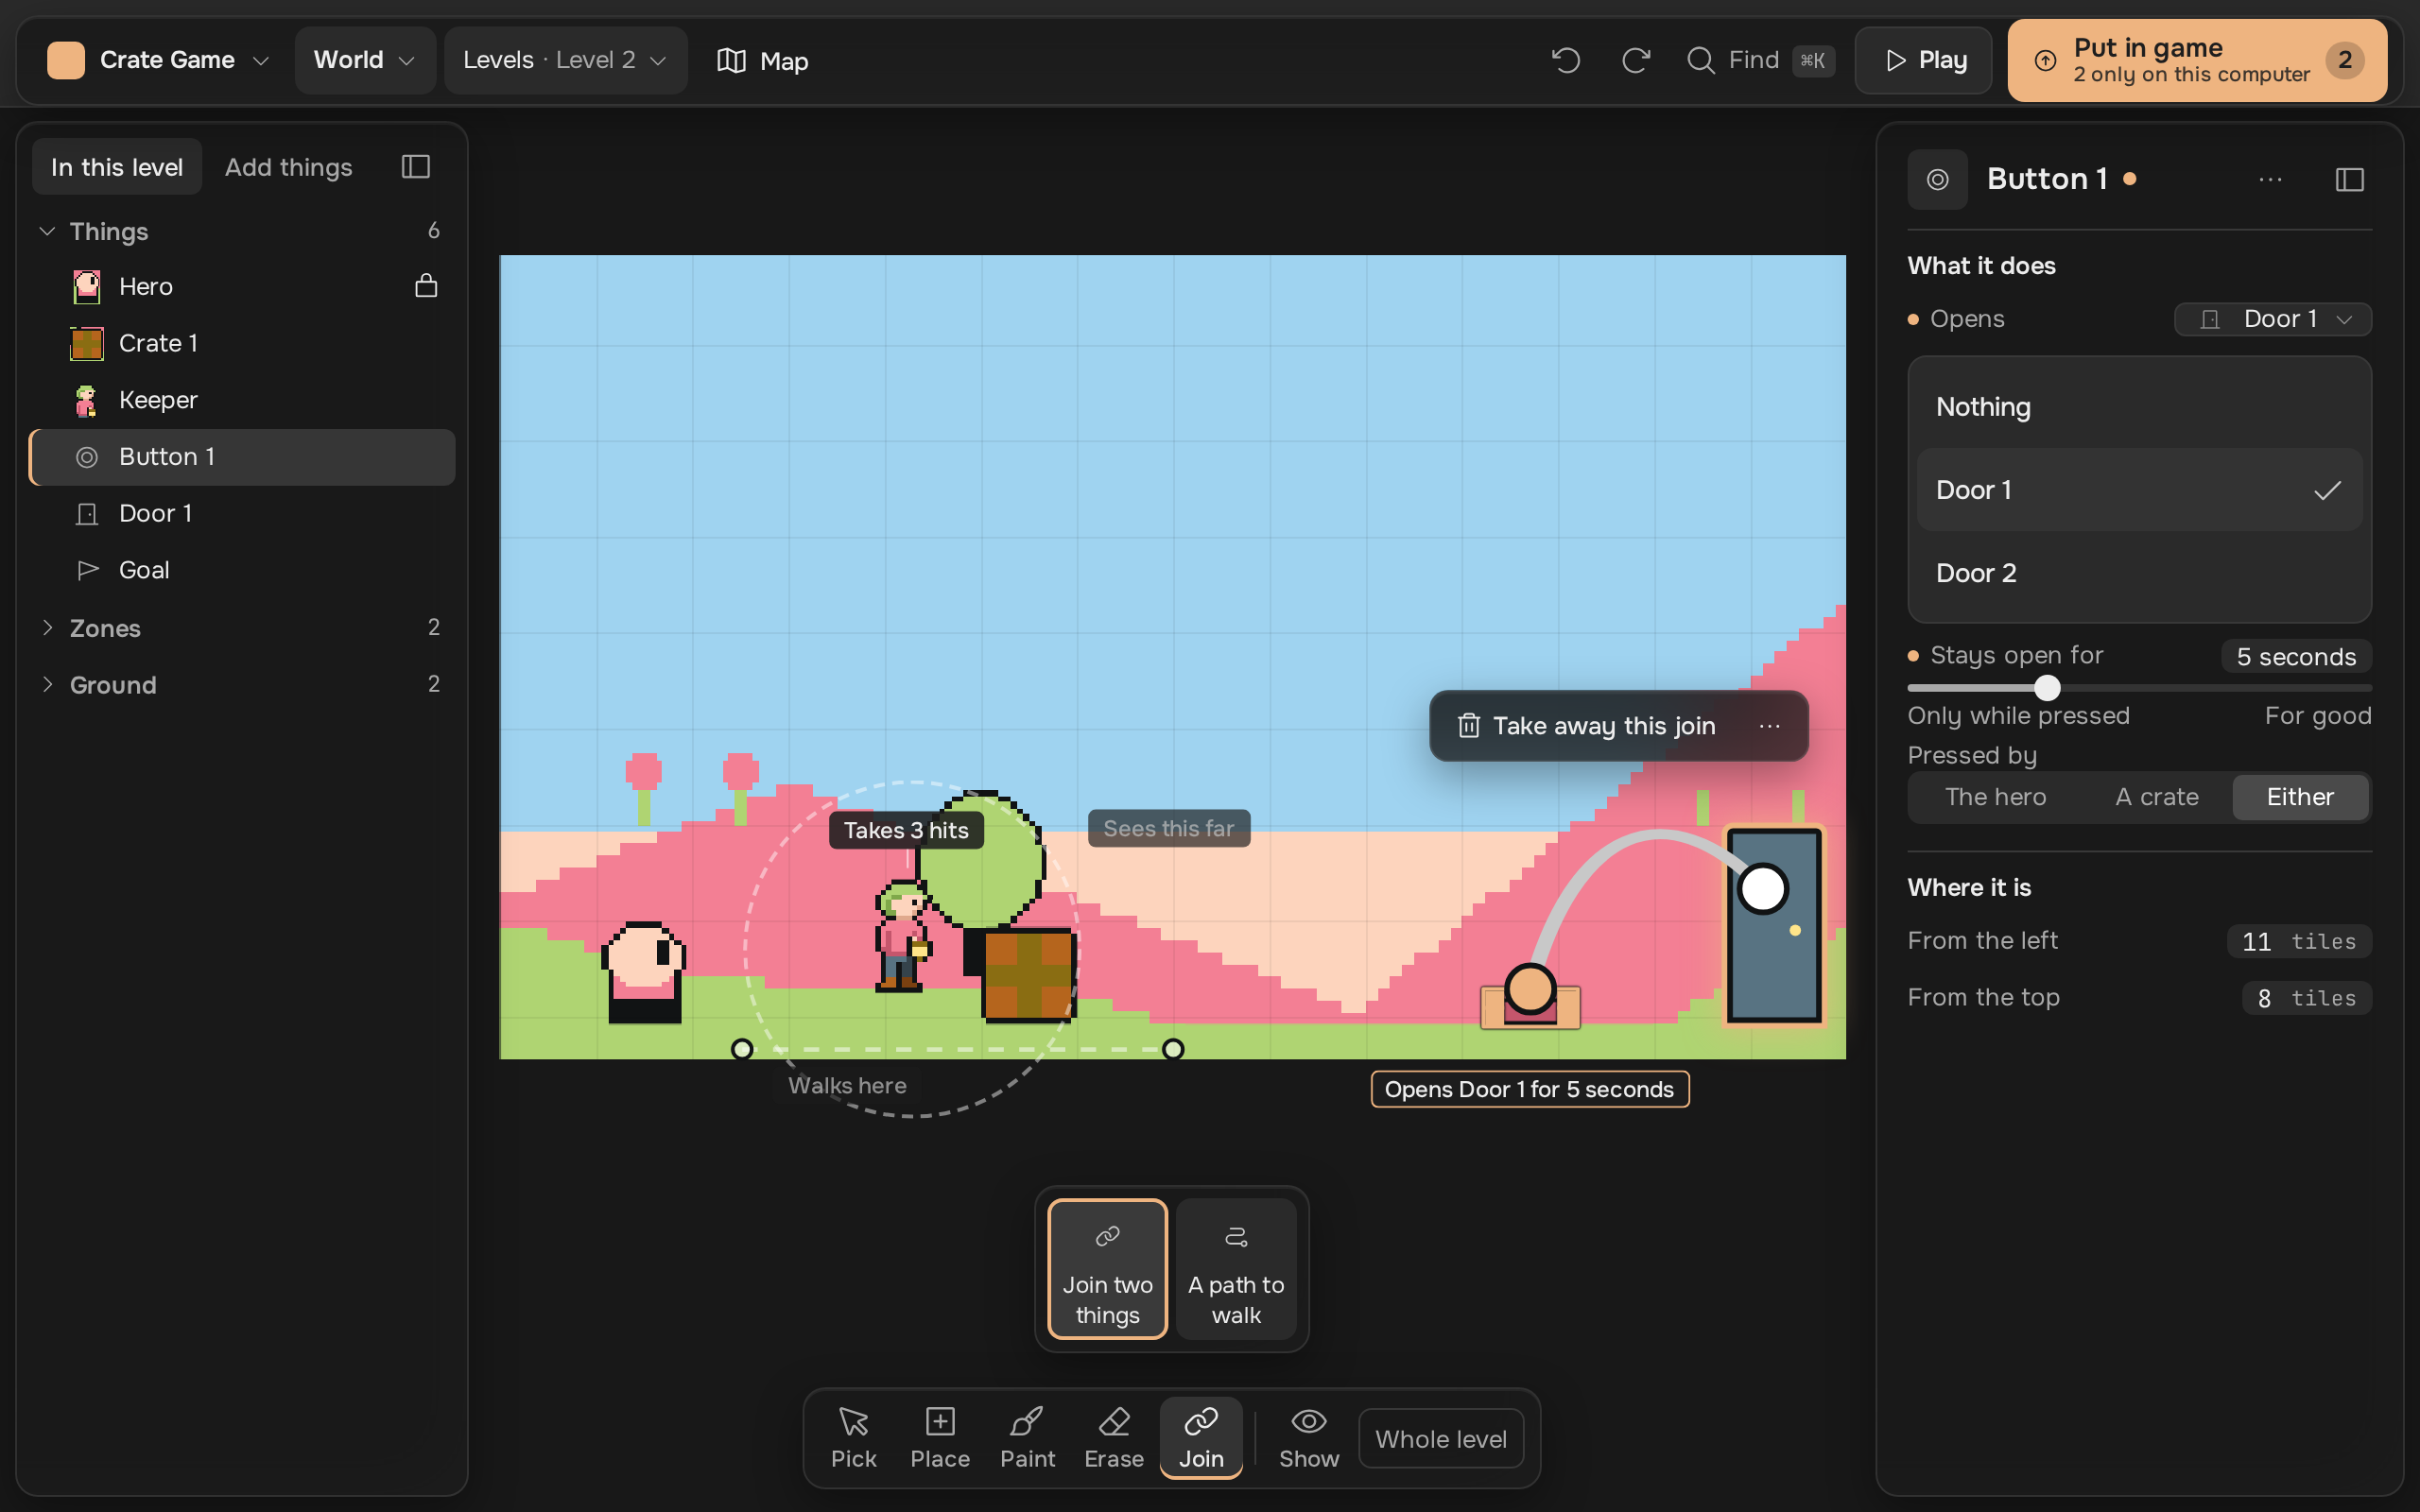 Crate Game
World
Levels · Level 2
Map
Find ⌘K
Play
Put in game
2 only on this computer
2
In this level
Add things
Things 6
Hero
Crate 1
Keeper
Button 1
Door 1
Goal
Zones 2
Ground 2
Takes 3 hits
Sees this far
Walks here
Take away this join
Opens Door 1 for 5 seconds
Join two
things
A path to
walk
Pick
Place
Paint
Erase
Join
Show
Whole level
Button 1
What it does
Opens
Door 1
Nothing
Door 1
Door 2
Stays open for
5 seconds
Only while pressed
For good
Pressed by
The hero
A crate
Either
Where it is
From the left
11 tiles
From the top
8 tiles